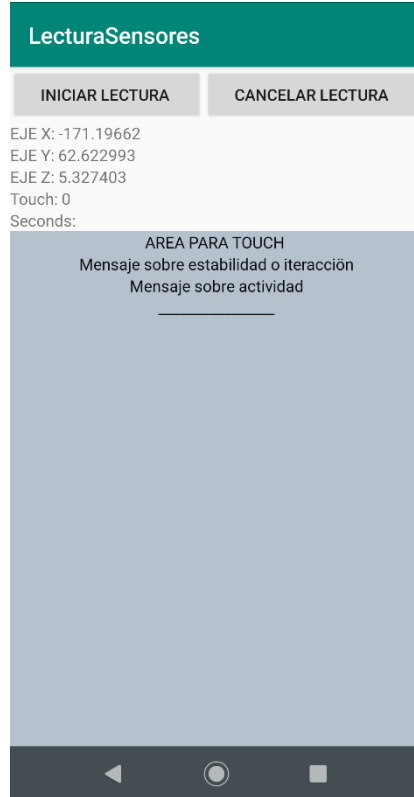 LecturaSensores
INICIAR LECTURA CANCELAR LECTURA
EJE X: -171.19662
EJE Y: 62.622993
EJE Z: 5.327403
Touch: 0
Seconds:
AREA PARA TOUCH
Mensaje sobre estabilidad o iteracciön
Mensaje sobre actividad
_______________